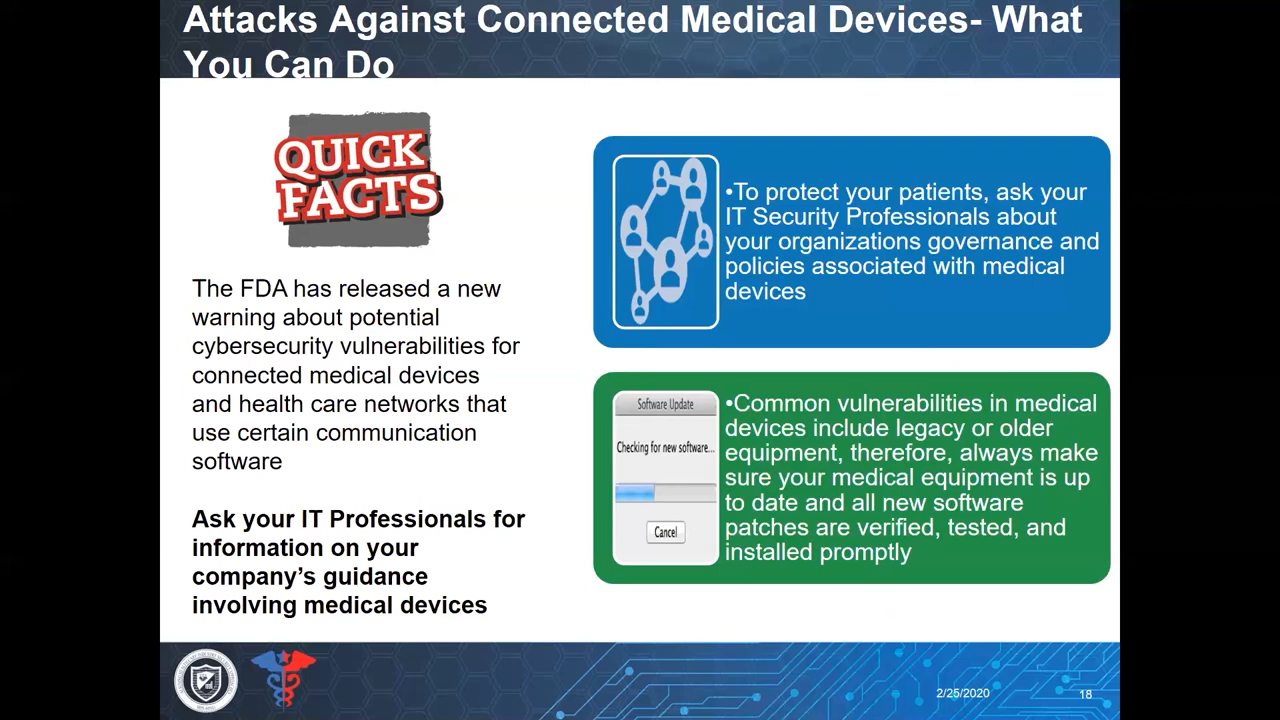 Attacks Against Connected Medical Devices- What
You Can Do
QUICK
FACTS
The FDA has released a new
warning about potential
cybersecurity vulnerabilities for
connected medical devices
and health care networks that
use certain communication
software
Ask your IT Professionals for
information on your
company’s guidance
involving medical devices
•To protect your patients, ask your
IT Security Professionals about
your organizations governance and
policies associated with medical
devices
Software Update
Checking for new software...
Cancel
•Common vulnerabilities in medical
devices include legacy or older
equipment, therefore, always make
sure your medical equipment is up
to date and all new software
patches are verified, tested, and
installed promptly
2/25/2020
18